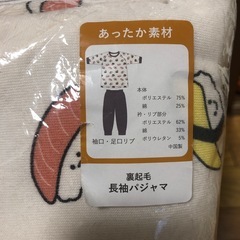 あったか素材
本体
ポリエステル 75%
綿 25%
衿・リブ部分
ポリエステル 62%
綿 33%
ポリウレタン 5%
中国製
袖口・足口リブ
裏起毛
長袖パジャマ